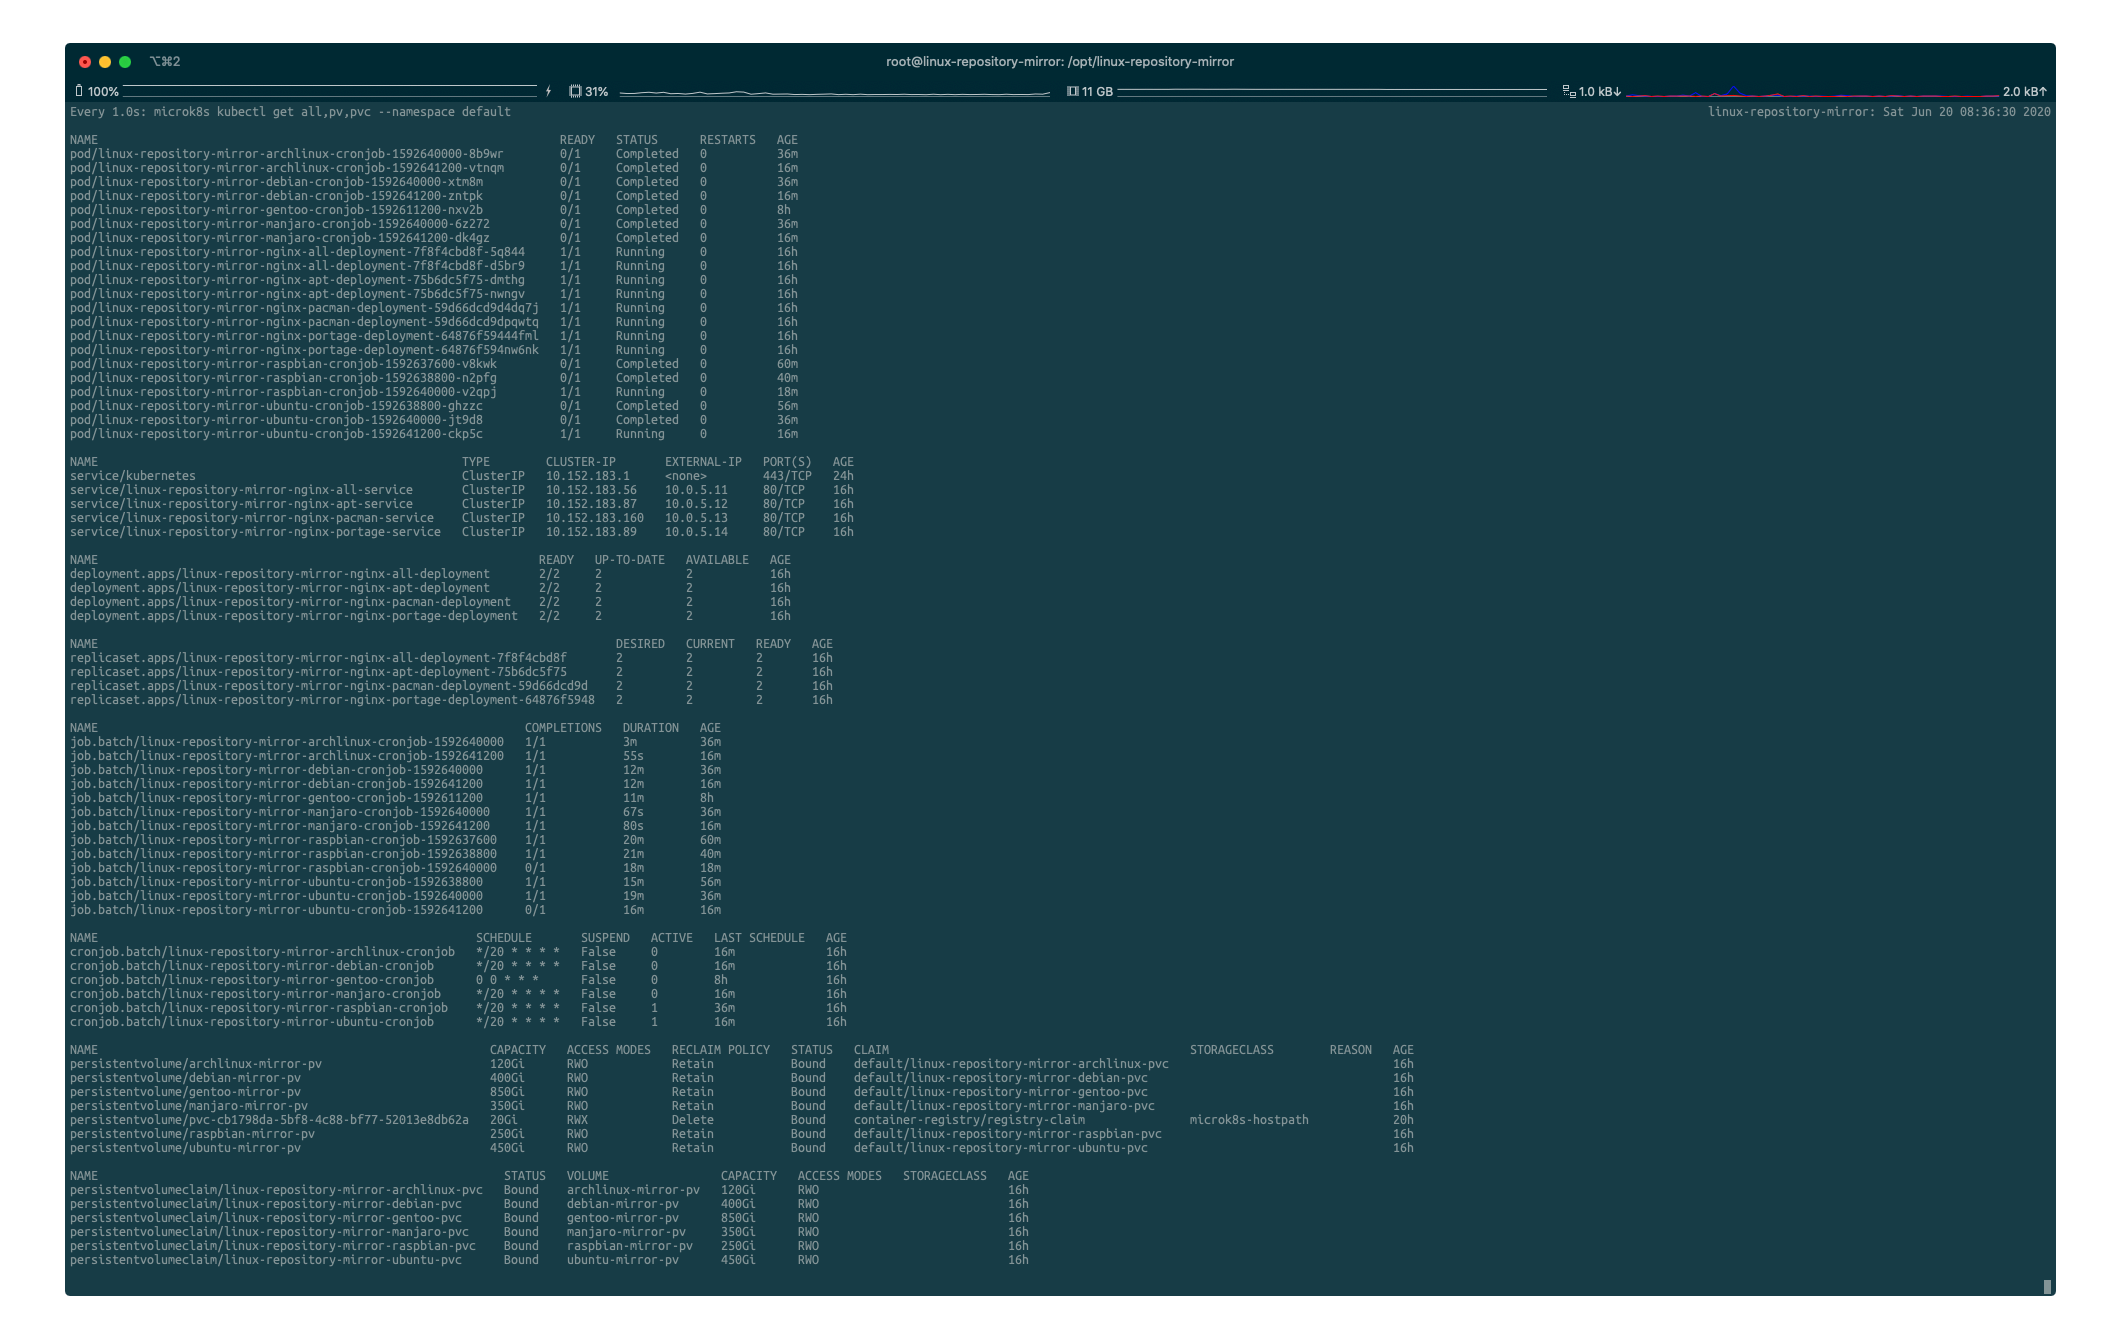 ⌥⌘2 root@linux-repository-mirror: /opt/linux-repository-mirror
100% 31% 11 GB 1.0 kB↓ 2.0 kB↑
Every 1.0s: microk8s kubectl get all,pv,pvc --namespace default linux-repository-mirror: Sat Jun 20 08:36:30 2020
NAME READY STATUS RESTARTS AGE
pod/linux-repository-mirror-archlinux-cronjob-1592640000-8b9wr 0/1 Completed 0 36m
pod/linux-repository-mirror-archlinux-cronjob-1592641200-vtnqm 0/1 Completed 0 16m
pod/linux-repository-mirror-debian-cronjob-1592640000-xtm8m 0/1 Completed 0 36m
pod/linux-repository-mirror-debian-cronjob-1592641200-zntpk 0/1 Completed 0 16m
pod/linux-repository-mirror-gentoo-cronjob-1592611200-nxv2b 0/1 Completed 0 8h
pod/linux-repository-mirror-manjaro-cronjob-1592640000-6z272 0/1 Completed 0 36m
pod/linux-repository-mirror-manjaro-cronjob-1592641200-dk4gz 0/1 Completed 0 16m
pod/linux-repository-mirror-nginx-all-deployment-7f8f4cbd8f-5q844 1/1 Running 0 16h
pod/linux-repository-mirror-nginx-all-deployment-7f8f4cbd8f-d5br9 1/1 Running 0 16h
pod/linux-repository-mirror-nginx-apt-deployment-75b6dc5f75-dmthg 1/1 Running 0 16h
pod/linux-repository-mirror-nginx-apt-deployment-75b6dc5f75-nwngv 1/1 Running 0 16h
pod/linux-repository-mirror-nginx-pacman-deployment-59d66dcd9d4dq7j 1/1 Running 0 16h
pod/linux-repository-mirror-nginx-pacman-deployment-59d66dcd9dpqwtq 1/1 Running 0 16h
pod/linux-repository-mirror-nginx-portage-deployment-64876f59444fml 1/1 Running 0 16h
pod/linux-repository-mirror-nginx-portage-deployment-64876f594nw6nk 1/1 Running 0 16h
pod/linux-repository-mirror-raspbian-cronjob-1592637600-v8kwk 0/1 Completed 0 60m
pod/linux-repository-mirror-raspbian-cronjob-1592638800-n2pfg 0/1 Completed 0 40m
pod/linux-repository-mirror-raspbian-cronjob-1592640000-v2qpj 1/1 Running 0 18m
pod/linux-repository-mirror-ubuntu-cronjob-1592638800-ghzzc 0/1 Completed 0 56m
pod/linux-repository-mirror-ubuntu-cronjob-1592640000-jt9d8 0/1 Completed 0 36m
pod/linux-repository-mirror-ubuntu-cronjob-1592641200-ckp5c 1/1 Running 0 16m
NAME TYPE CLUSTER-IP EXTERNAL-IP PORT(S) AGE
service/kubernetes ClusterIP 10.152.183.1 <none> 443/TCP 24h
service/linux-repository-mirror-nginx-all-service ClusterIP 10.152.183.56 10.0.5.11 80/TCP 16h
service/linux-repository-mirror-nginx-apt-service ClusterIP 10.152.183.87 10.0.5.12 80/TCP 16h
service/linux-repository-mirror-nginx-pacman-service ClusterIP 10.152.183.160 10.0.5.13 80/TCP 16h
service/linux-repository-mirror-nginx-portage-service ClusterIP 10.152.183.89 10.0.5.14 80/TCP 16h
NAME READY UP-TO-DATE AVAILABLE AGE
deployment.apps/linux-repository-mirror-nginx-all-deployment 2/2 2 2 16h
deployment.apps/linux-repository-mirror-nginx-apt-deployment 2/2 2 2 16h
deployment.apps/linux-repository-mirror-nginx-pacman-deployment 2/2 2 2 16h
deployment.apps/linux-repository-mirror-nginx-portage-deployment 2/2 2 2 16h
NAME DESIRED CURRENT READY AGE
replicaset.apps/linux-repository-mirror-nginx-all-deployment-7f8f4cbd8f 2 2 2 16h
replicaset.apps/linux-repository-mirror-nginx-apt-deployment-75b6dc5f75 2 2 2 16h
replicaset.apps/linux-repository-mirror-nginx-pacman-deployment-59d66dcd9d 2 2 2 16h
replicaset.apps/linux-repository-mirror-nginx-portage-deployment-64876f5948 2 2 2 16h
NAME COMPLETIONS DURATION AGE
job.batch/linux-repository-mirror-archlinux-cronjob-1592640000 1/1 3m 36m
job.batch/linux-repository-mirror-archlinux-cronjob-1592641200 1/1 55s 16m
job.batch/linux-repository-mirror-debian-cronjob-1592640000 1/1 12m 36m
job.batch/linux-repository-mirror-debian-cronjob-1592641200 1/1 12m 16m
job.batch/linux-repository-mirror-gentoo-cronjob-1592611200 1/1 11m 8h
job.batch/linux-repository-mirror-manjaro-cronjob-1592640000 1/1 67s 36m
job.batch/linux-repository-mirror-manjaro-cronjob-1592641200 1/1 80s 16m
job.batch/linux-repository-mirror-raspbian-cronjob-1592637600 1/1 20m 60m
job.batch/linux-repository-mirror-raspbian-cronjob-1592638800 1/1 21m 40m
job.batch/linux-repository-mirror-raspbian-cronjob-1592640000 0/1 18m 18m
job.batch/linux-repository-mirror-ubuntu-cronjob-1592638800 1/1 15m 56m
job.batch/linux-repository-mirror-ubuntu-cronjob-1592640000 1/1 19m 36m
job.batch/linux-repository-mirror-ubuntu-cronjob-1592641200 0/1 16m 16m
NAME SCHEDULE SUSPEND ACTIVE LAST SCHEDULE AGE
cronjob.batch/linux-repository-mirror-archlinux-cronjob */20 * * * * False 0 16m 16h
cronjob.batch/linux-repository-mirror-debian-cronjob */20 * * * * False 0 16m 16h
cronjob.batch/linux-repository-mirror-gentoo-cronjob 0 0 * * * False 0 8h 16h
cronjob.batch/linux-repository-mirror-manjaro-cronjob */20 * * * * False 0 16m 16h
cronjob.batch/linux-repository-mirror-raspbian-cronjob */20 * * * * False 1 36m 16h
cronjob.batch/linux-repository-mirror-ubuntu-cronjob */20 * * * * False 1 16m 16h
NAME CAPACITY ACCESS MODES RECLAIM POLICY STATUS CLAIM STORAGECLASS REASON AGE
persistentvolume/archlinux-mirror-pv 120Gi RWO Retain Bound default/linux-repository-mirror-archlinux-pvc 16h
persistentvolume/debian-mirror-pv 400Gi RWO Retain Bound default/linux-repository-mirror-debian-pvc 16h
persistentvolume/gentoo-mirror-pv 850Gi RWO Retain Bound default/linux-repository-mirror-gentoo-pvc 16h
persistentvolume/manjaro-mirror-pv 350Gi RWO Retain Bound default/linux-repository-mirror-manjaro-pvc 16h
persistentvolume/pvc-cb1798da-5bf8-4c88-bf77-52013e8db62a 20Gi RWX Delete Bound container-registry/registry-claim microk8s-hostpath 20h
persistentvolume/raspbian-mirror-pv 250Gi RWO Retain Bound default/linux-repository-mirror-raspbian-pvc 16h
persistentvolume/ubuntu-mirror-pv 450Gi RWO Retain Bound default/linux-repository-mirror-ubuntu-pvc 16h
NAME STATUS VOLUME CAPACITY ACCESS MODES STORAGECLASS AGE
persistentvolumeclaim/linux-repository-mirror-archlinux-pvc Bound archlinux-mirror-pv 120Gi RWO 16h
persistentvolumeclaim/linux-repository-mirror-debian-pvc Bound debian-mirror-pv 400Gi RWO 16h
persistentvolumeclaim/linux-repository-mirror-gentoo-pvc Bound gentoo-mirror-pv 850Gi RWO 16h
persistentvolumeclaim/linux-repository-mirror-manjaro-pvc Bound manjaro-mirror-pv 350Gi RWO 16h
persistentvolumeclaim/linux-repository-mirror-raspbian-pvc Bound raspbian-mirror-pv 250Gi RWO 16h
persistentvolumeclaim/linux-repository-mirror-ubuntu-pvc Bound ubuntu-mirror-pv 450Gi RWO 16h